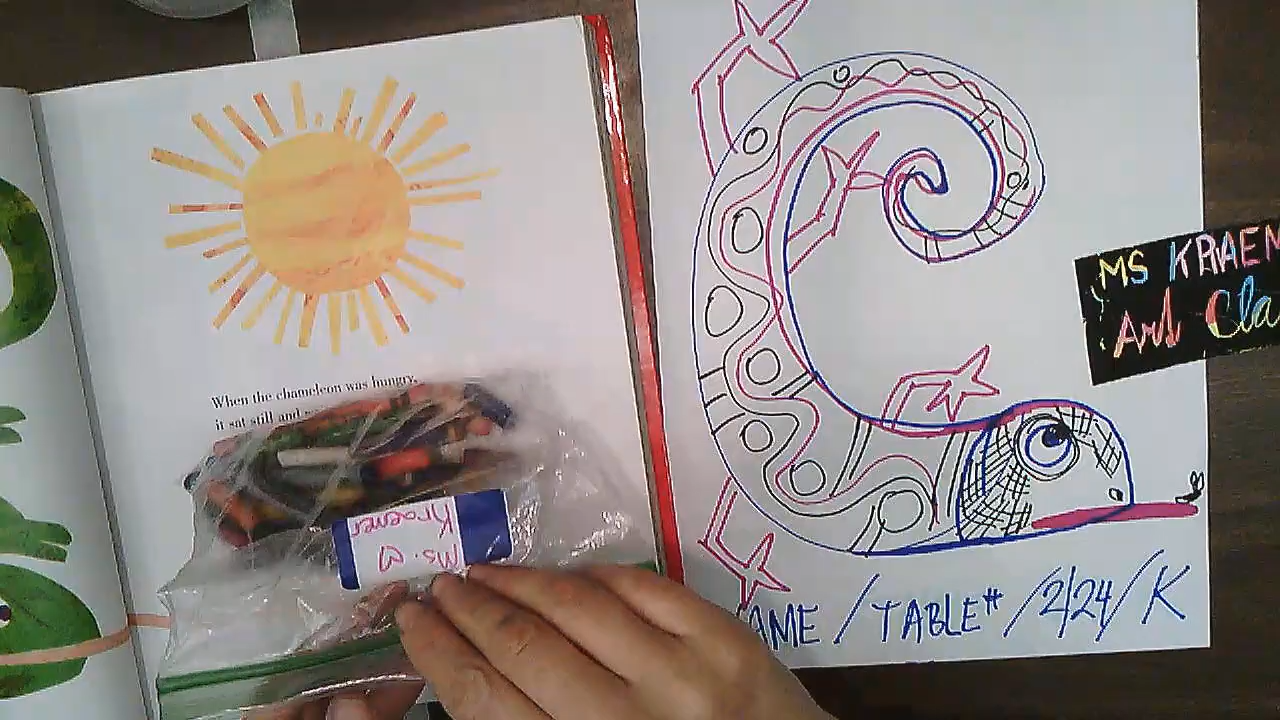 When the chameleon was hungry,
it sat still and
Ms. ♡
Kraemer
MS KRAEM
Art Cla
AME / TABLE# / 2/24 / K